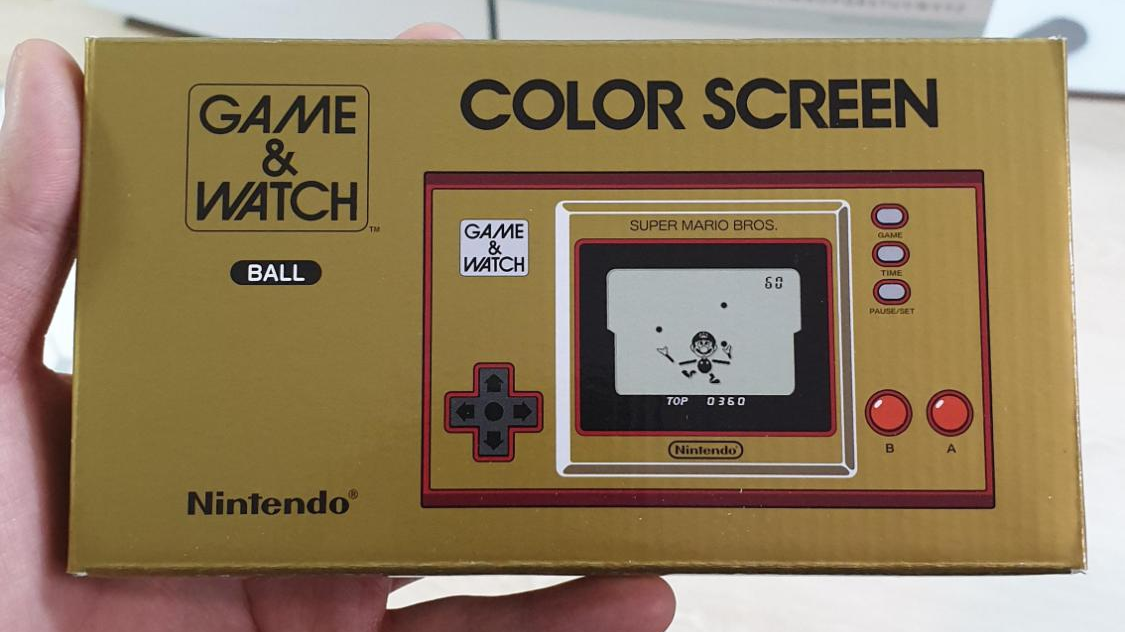 GAME
&
WATCH
™
BALL
Nintendo®
COLOR SCREEN
GAME
&
WATCH
SUPER MARIO BROS.
60
TOP 0360
Nintendo
GAME
TIME
PAUSE/SET
B A